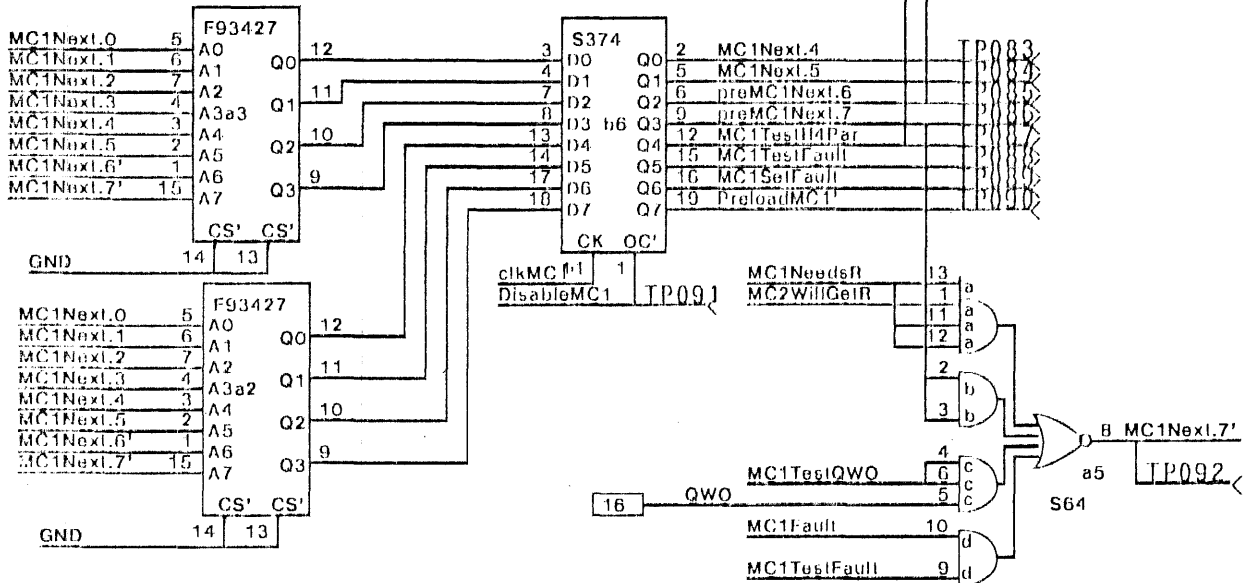 F93427
MC1Next.0 5 A0
MC1Next.1 6 A1
MC1Next.2 7 A2
MC1Next.3 4 A3a3
MC1Next.4 3 A4
MC1Next.5 2 A5
MC1Next.6' 1 A6
MC1Next.7' 15 A7
Q0 12
Q1 11
Q2 10
Q3 9
CS' CS'
GND 14 13
S374
3 D0 Q0 2 MC1Next.4
4 D1 Q1 5 MC1Next.5
7 D2 Q2 6 preMC1Next.6
8 D3 b6 Q3 9 preMC1Next.7
13 D4 Q4 12
14 D5 Q5 15 MC1TestFault
17 D6 Q6 16 MC1SetFault
18 D7 Q7 19 PreloadMC1'
TP083
CK OC'
clkMC1 1
DisableMC1 TP091
F93427
MC1Next.0 5 A0
MC1Next.1 6 A1
MC1Next.2 7 A2
MC1Next.3 4 A3a2
MC1Next.4 3 A4
MC1Next.5 2 A5
MC1Next.6' 1 A6
MC1Next.7' 15 A7
Q0 12
Q1 11
Q2 10
Q3 9
CS' CS'
GND 14 13
MC1NeedsR 13 a
MC2WillGetR 1 a
11 a
12 a
2 b
3 b
MC1TestQWO 4 c
6 c
16 QWO 5 c
MC1Fault 10 d
MC1TestFault 9 d
8 MC1Next.7'
a5 TP092
S64